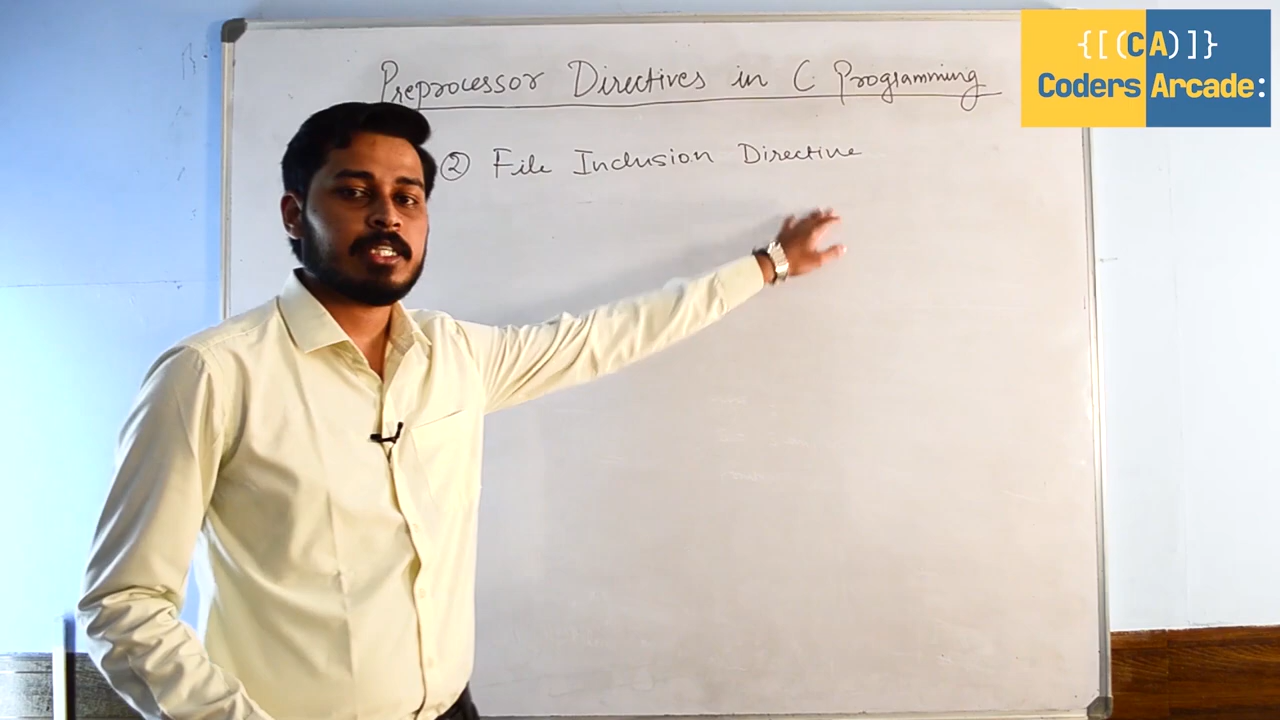 Preprocessor Directives in C Programming
② File Inclusion Directive
{[(CA)]}
Coders Arcade: